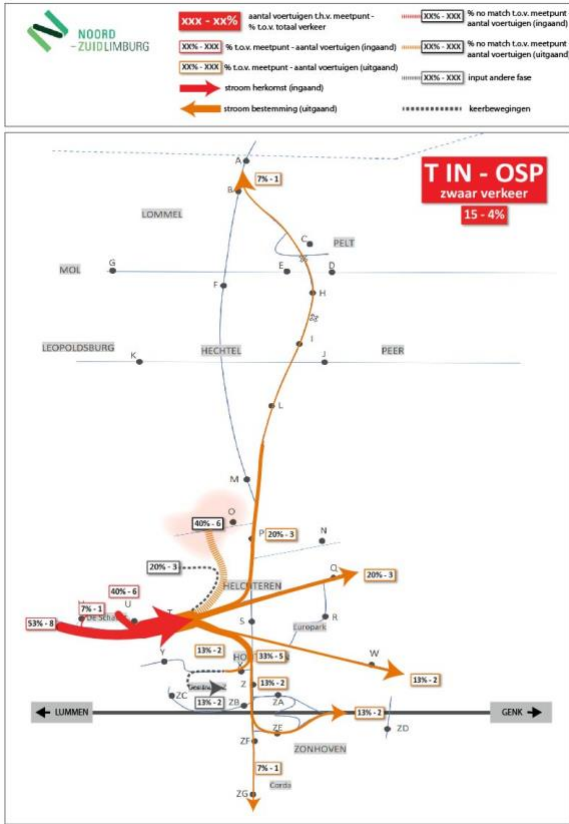 NOORD
-ZUIDLIMBURG
xxx - xx%
aantal voertuigen t.h.v. meetpunt -
% t.o.v. totaal verkeer
XX% - XXX
% t.o.v. meetpunt - aantal voertuigen (ingaand)
XX% - XXX
% t.o.v. meetpunt - aantal voertuigen (uitgaand)
stroom herkomst (ingaand)
stroom bestemming (uitgaand)
XX% - XXX
% no match t.o.v. meetpunt -
aantal voertuigen (ingaand)
XX% - XXX
% no match t.o.v. meetpunt -
aantal voertuigen (uitgaand)
XX% - XXX
input andere fase
keerbewegingen
T IN - OSP
zwaar verkeer
15 - 4%
A
7% - 1
B
LOMMEL
C
PELT
MOL
G
E
D
F
H
I
LEOPOLDSBURG
HECHTEL
PEER
K
J
L
M
O
40% - 6
P
20% - 3
N
20% - 3
Q
20% - 3
HELCHTEREN
40% - 6
7% - 1
U
T
53% - 8
S
R
Europark
13% - 2
33% - 5
Y
W
13% - 2
Z
13% - 2
ZC
13% - 2
ZB
ZA
LUMMEN
13% - 2
GENK
ZE
ZD
ZF
ZONHOVEN
7% - 1
Corda
ZG